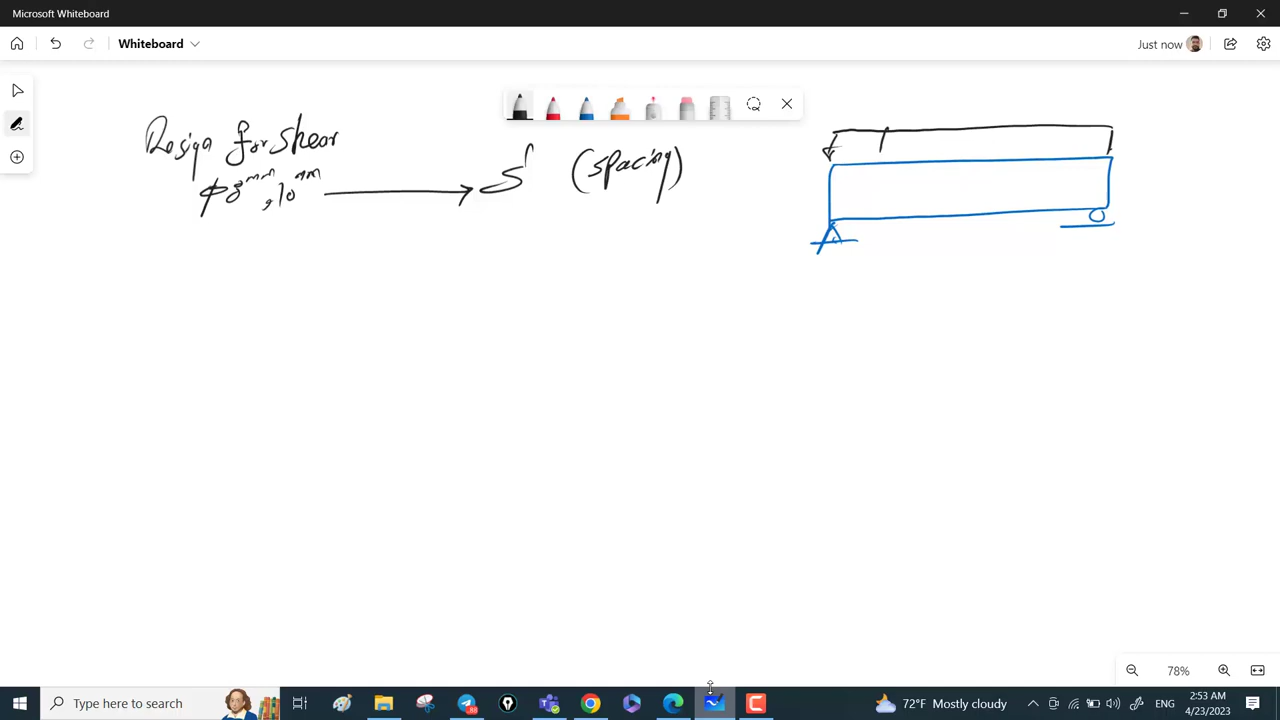 Microsoft Whiteboard
Whiteboard
Just now
Design for shear
ϕ8mm, 10mm
S (spacing)
78%
Type here to search
72°F Mostly cloudy
ENG
2:53 AM
4/23/2023